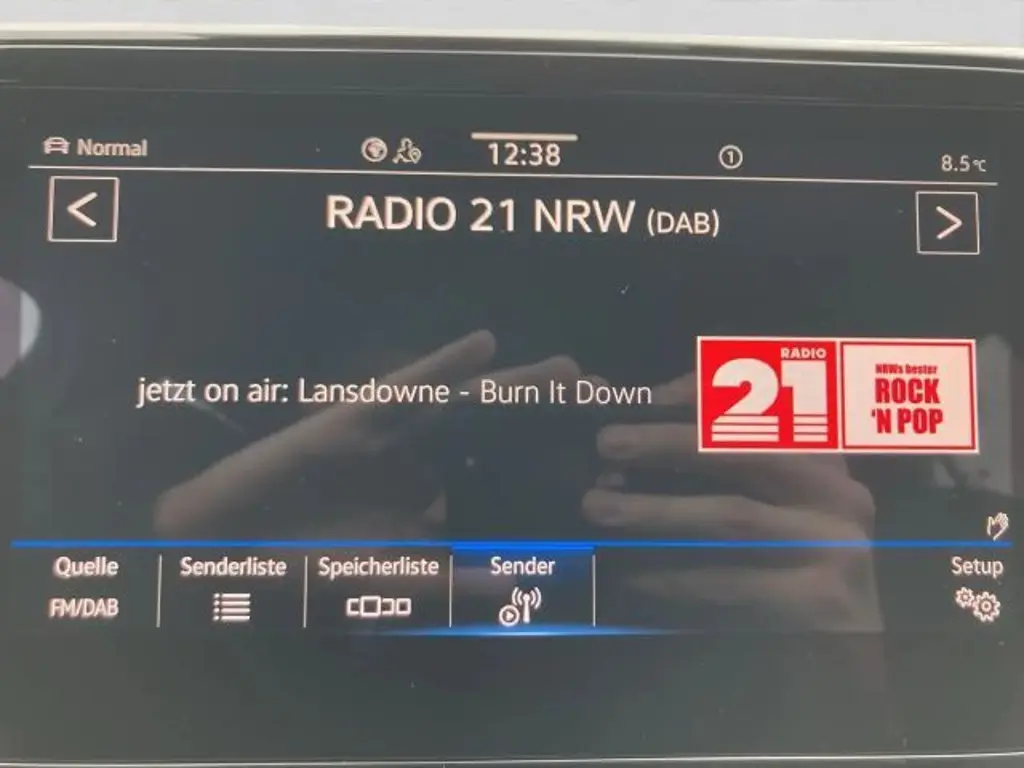 Normal
12:38
1
8.5°C
<
RADIO 21 NRW (DAB)
>
jetzt on air: Lansdowne - Burn It Down
RADIO
21
NRWs bester
ROCK
'N POP
Quelle
FM/DAB
Senderliste
Speicherliste
Sender
Setup